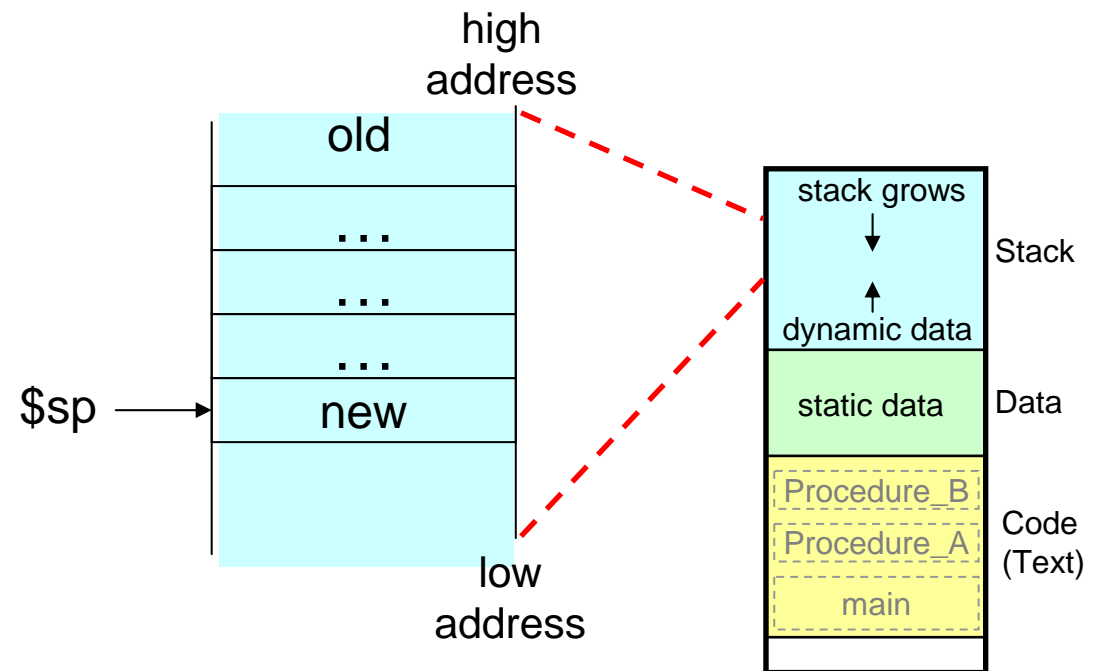 high
address
old
...
...
...
$sp
new
low
address
stack grows
dynamic data
Stack
static data
Data
Procedure_B
Procedure_A
main
Code
(Text)